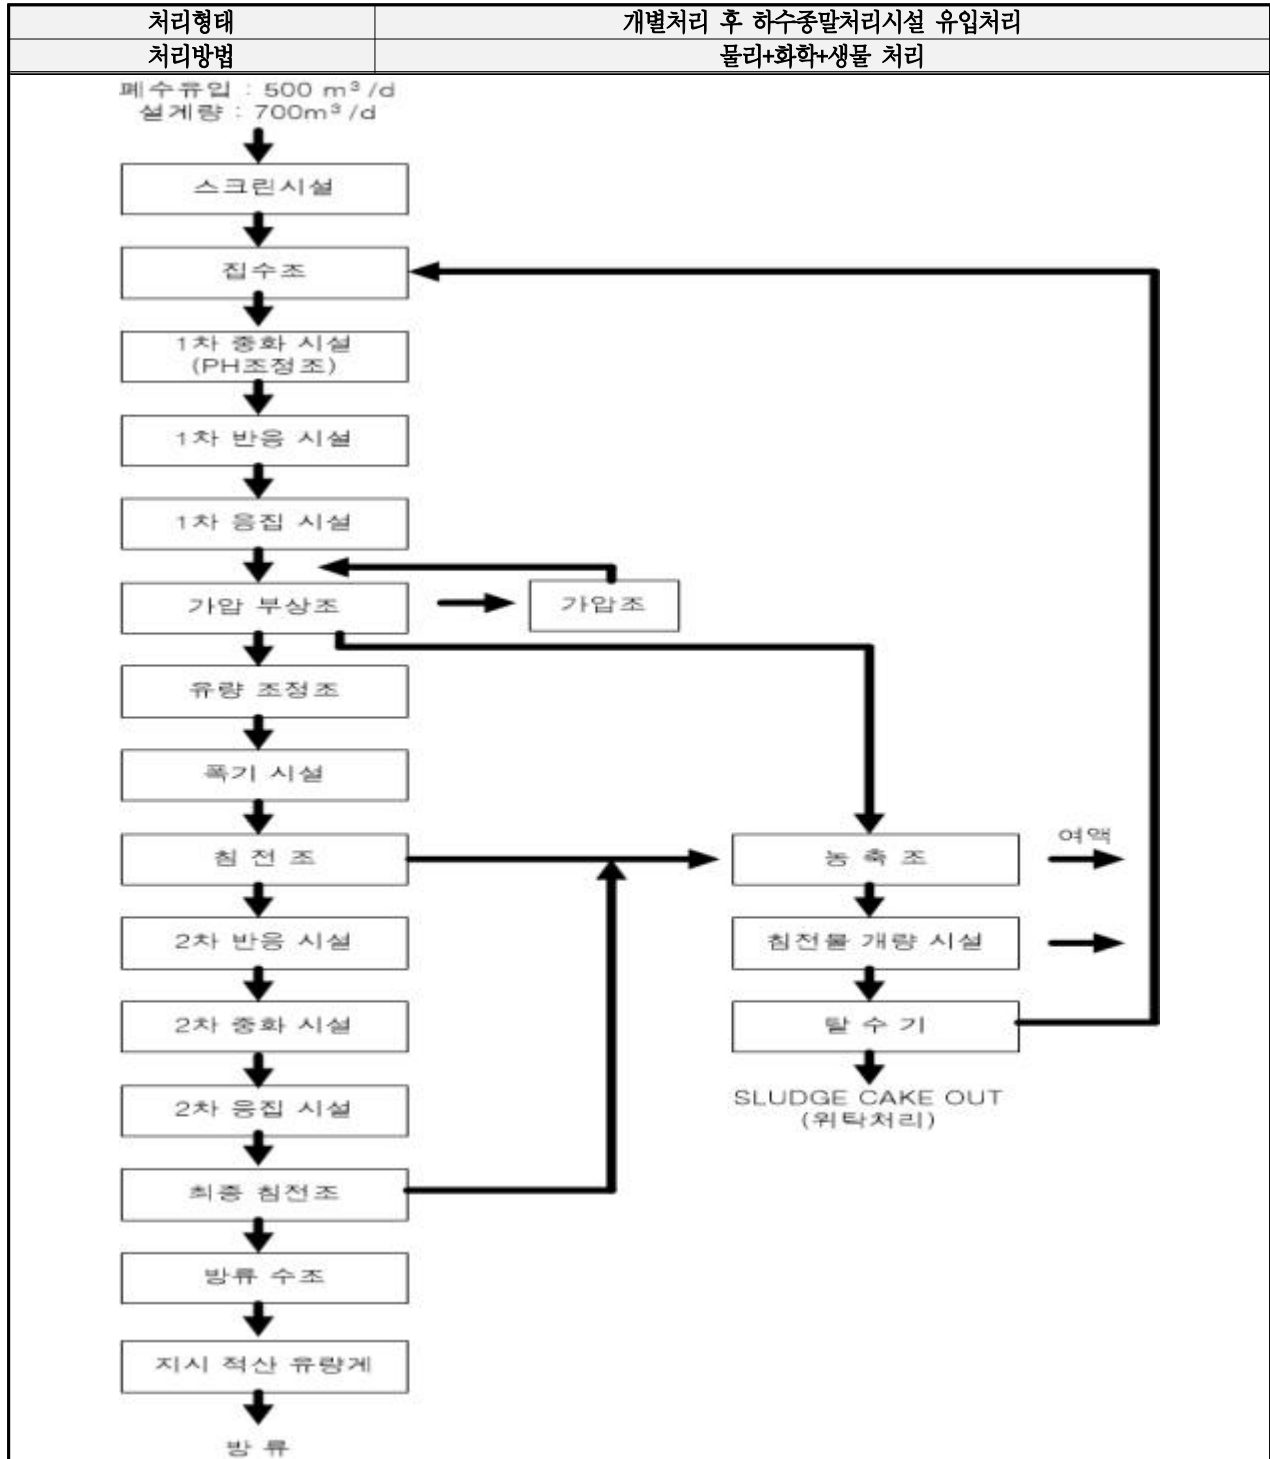 처리형태 개별처리 후 하수종말처리시설 유입처리
처리방법 물리+화학+생물 처리
폐수유입 : 500 m³/d
설계량 : 700m³/d
스크린시설
집수조
1차 중화 시설
(PH조정조)
1차 반응 시설
1차 응집 시설
가압 부상조
가압조
유량 조정조
폭기 시설
침 전 조
농 축 조
여액
2차 반응 시설
침전물 개량 시설
2차 중화 시설
탈 수 기
2차 응집 시설
SLUDGE CAKE OUT
(위탁처리)
최종 침전조
방류 수조
지시 적산 유량계
방 류